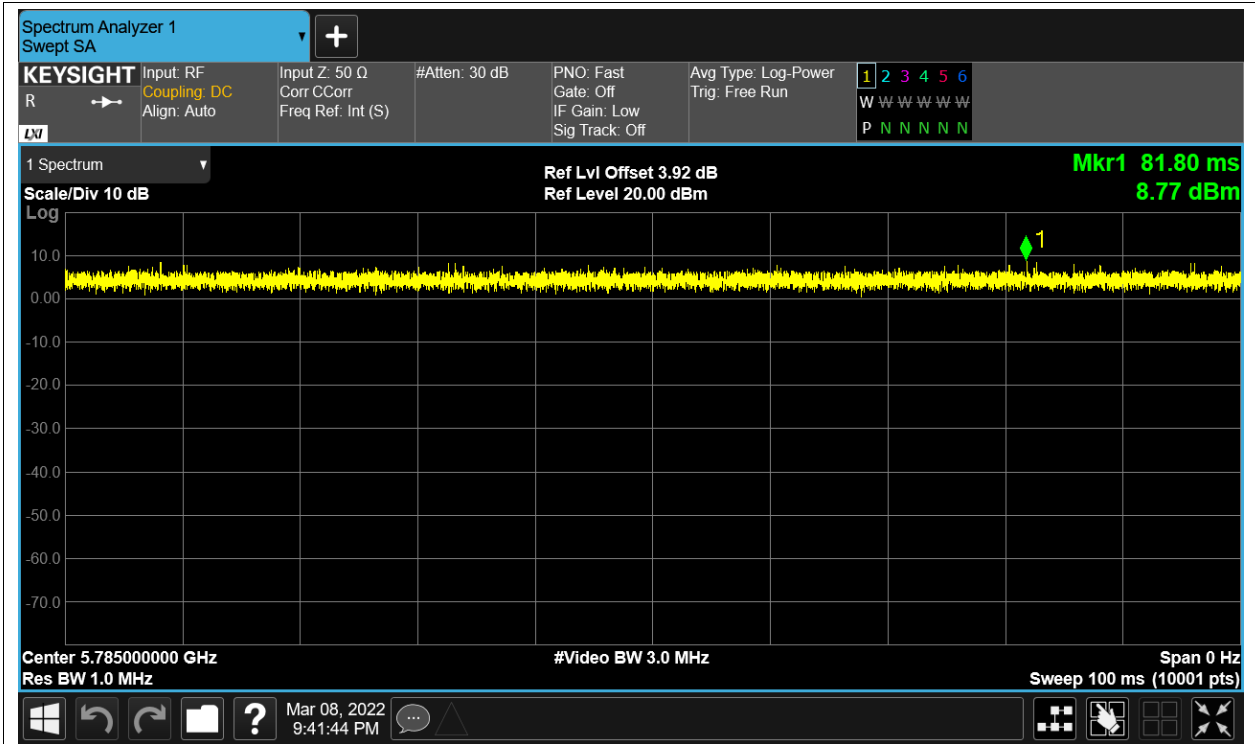 Spectrum Analyzer 1
Swept SA
KEYSIGHT
R
LXI
Input: RF
Coupling: DC
Align: Auto
Input Z: 50 Ω
Corr CCorr
Freq Ref: Int (S)
#Atten: 30 dB
PNO: Fast
Gate: Off
IF Gain: Low
Sig Track: Off
Avg Type: Log-Power
Trig: Free Run
1 2 3 4 5 6
W W W W W W
P N N N N N
1 Spectrum
Scale/Div 10 dB
Log
Ref Lvl Offset 3.92 dB
Ref Level 20.00 dBm
Mkr1 81.80 ms
8.77 dBm
1
10.0
0.00
-10.0
-20.0
-30.0
-40.0
-50.0
-60.0
-70.0
Center 5.785000000 GHz
#Video BW 3.0 MHz
Span 0 Hz
Res BW 1.0 MHz
Sweep 100 ms (10001 pts)
?
Mar 08, 2022
9:41:44 PM